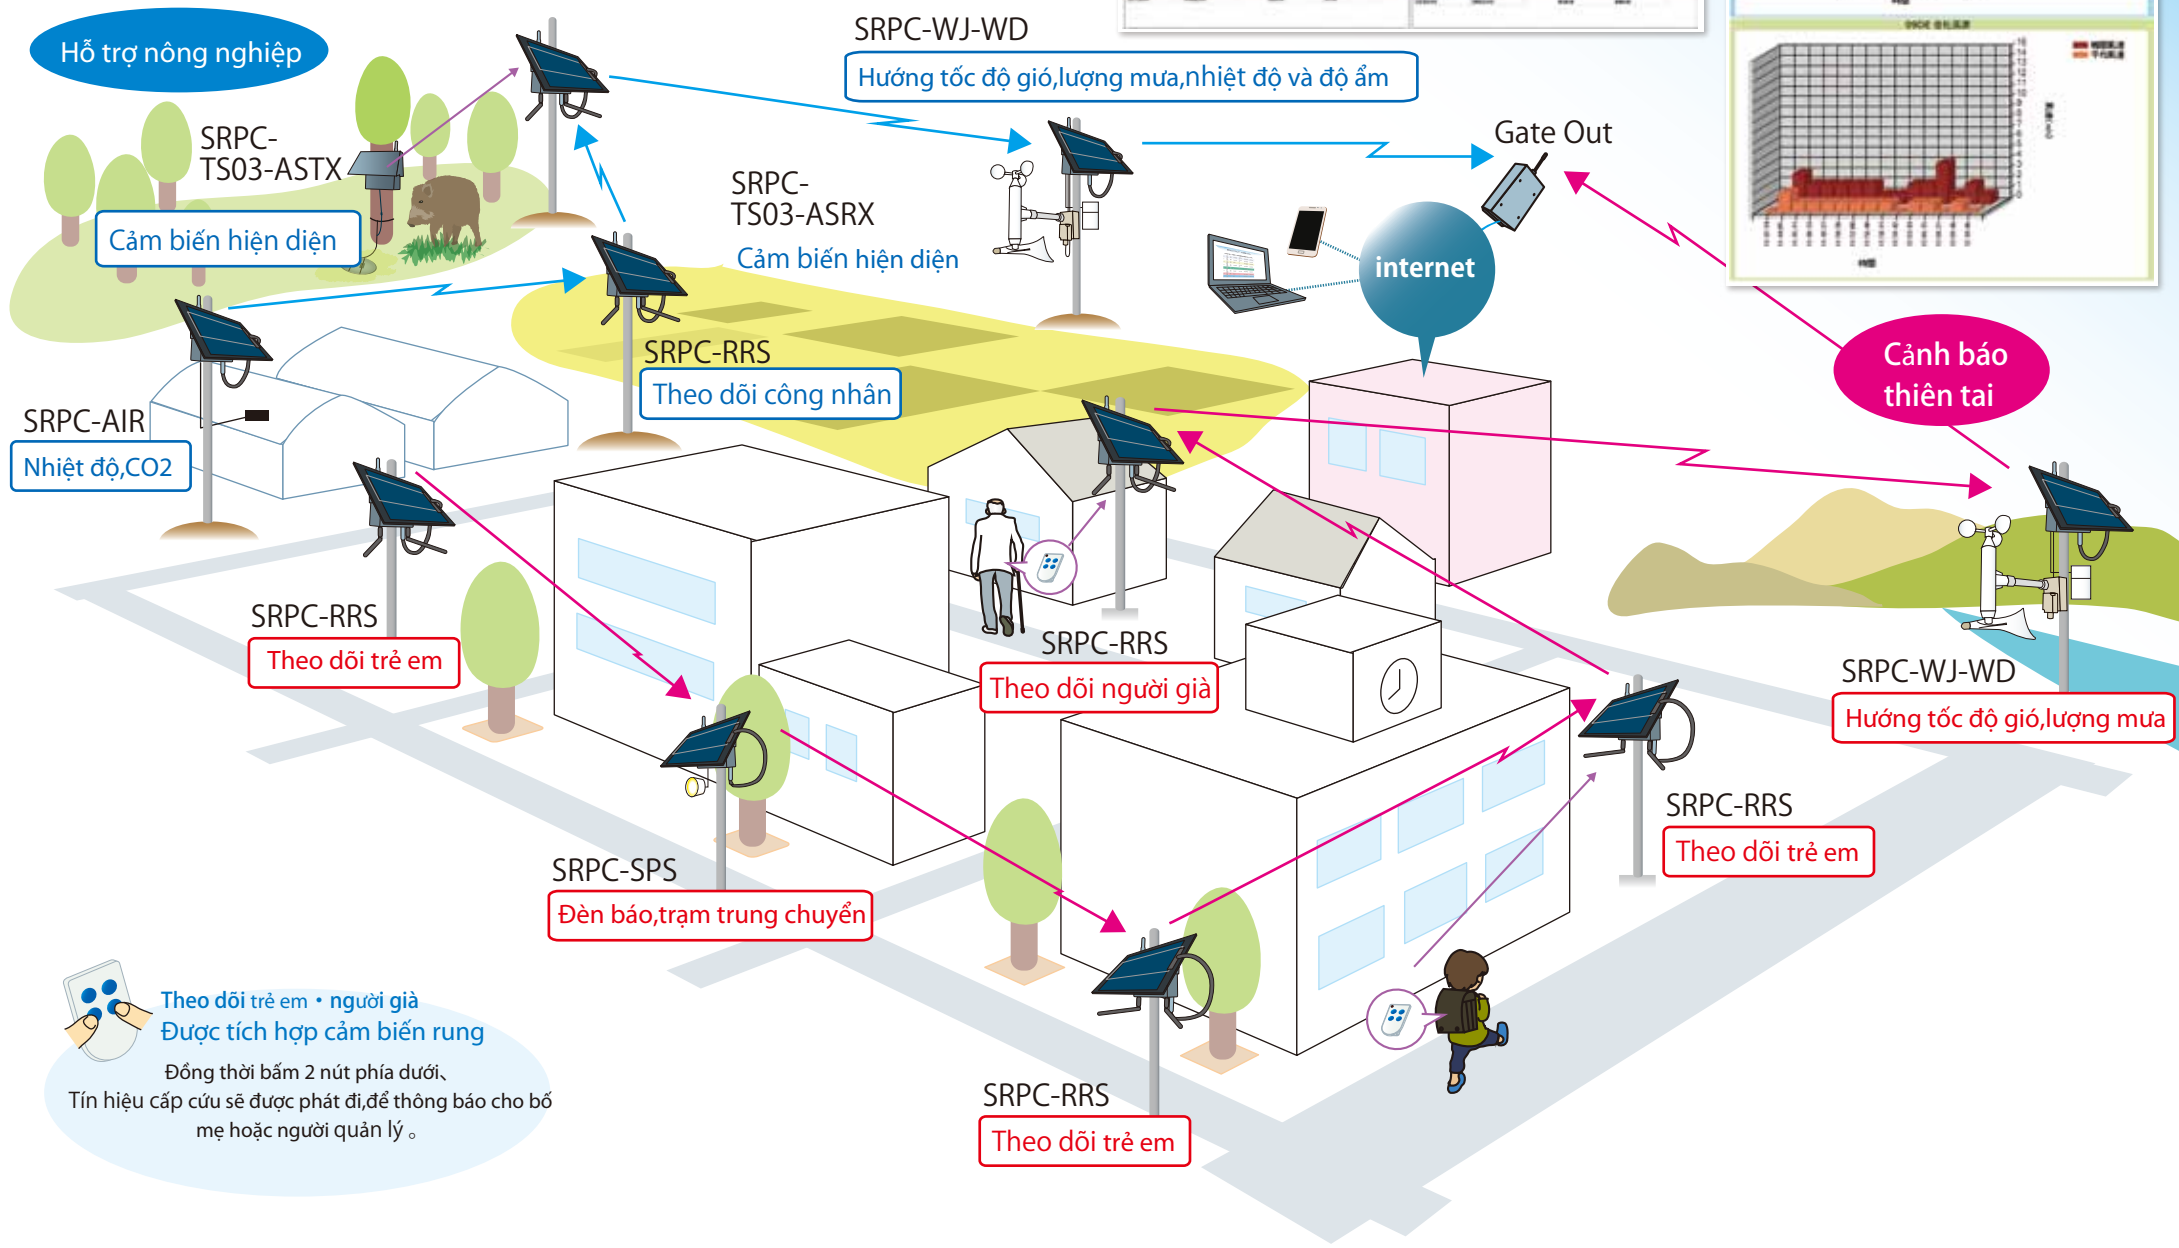 Hỗ trợ nông nghiệp
SRPC-WJ-WD
Hướng tốc độ gió,lượng mưa,nhiệt độ và độ ẩm
SRPC-
TS03-ASTX
Cảm biến hiện diện
SRPC-
TS03-ASRX
Cảm biến hiện diện
Gate Out
internet
Cảnh báo
thiên tai
SRPC-RRS
Theo dõi công nhân
SRPC-AIR
Nhiệt độ,CO2
SRPC-RRS
Theo dõi trẻ em
SRPC-RRS
Theo dõi người già
SRPC-WJ-WD
Hướng tốc độ gió,lượng mưa
SRPC-RRS
Theo dõi trẻ em
SRPC-SPS
Đèn báo,trạm trung chuyển
SRPC-RRS
Theo dõi trẻ em
Theo dõi trẻ em・người già
Được tích hợp cảm biến rung
Đồng thời bấm 2 nút phía dưới、
Tín hiệu cấp cứu sẽ được phát đi,để thông báo cho bố
mẹ hoặc người quản lý 。